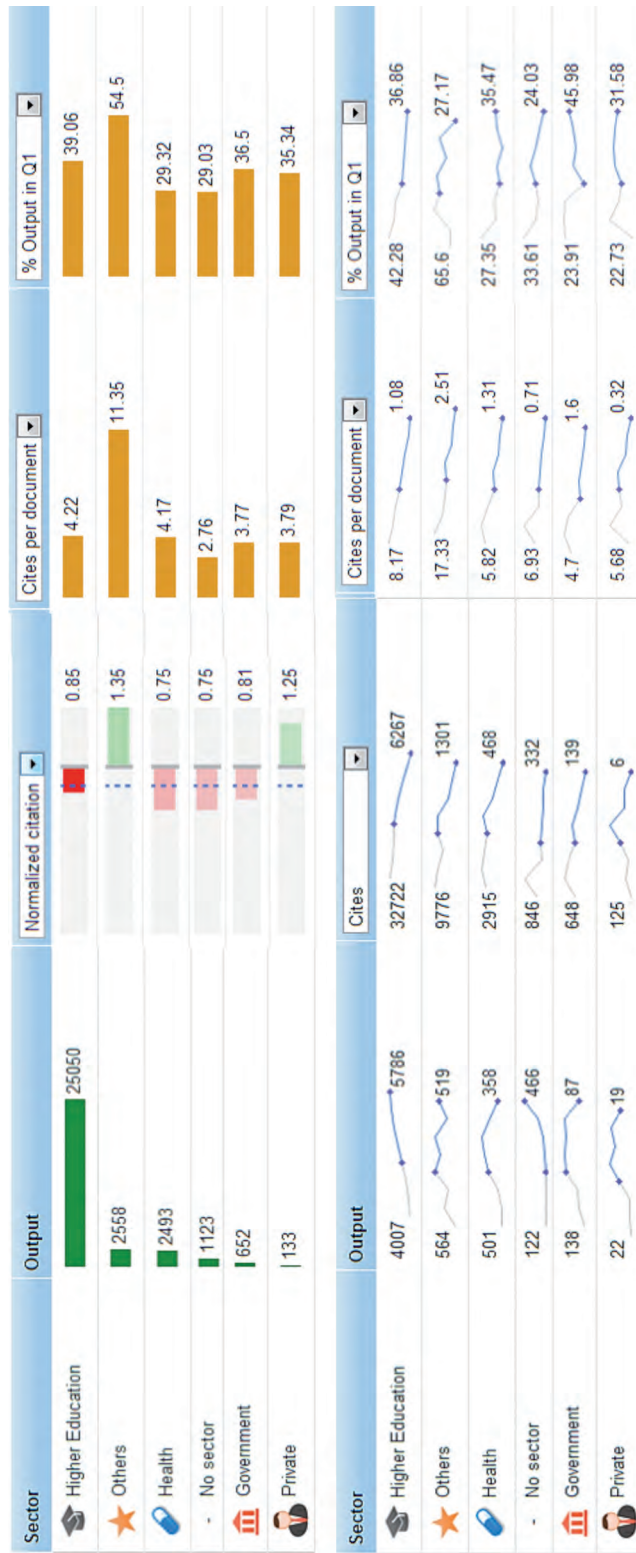 Sector Output Normalized citation Cites per document % Output in Q1
Higher Education 25050 0.85 4.22 39.06
Others 2558 1.35 11.35 54.5
Health 2493 0.75 4.17 29.32
- No sector 1123 0.75 2.76 29.03
Government 652 0.81 3.77 36.5
Private 133 1.25 3.79 35.34
Sector Output Cites Cites per document % Output in Q1
Higher Education 4007 5786 32722 6267 8.17 1.08 42.28 36.86
Others 564 519 9776 1301 17.33 2.51 65.6 27.17
Health 501 358 2915 468 5.82 1.31 27.35 35.47
- No sector 122 466 846 332 6.93 0.71 33.61 24.03
Government 138 87 648 139 4.7 1.6 23.91 45.98
Private 22 19 125 6 5.68 0.32 22.73 31.58